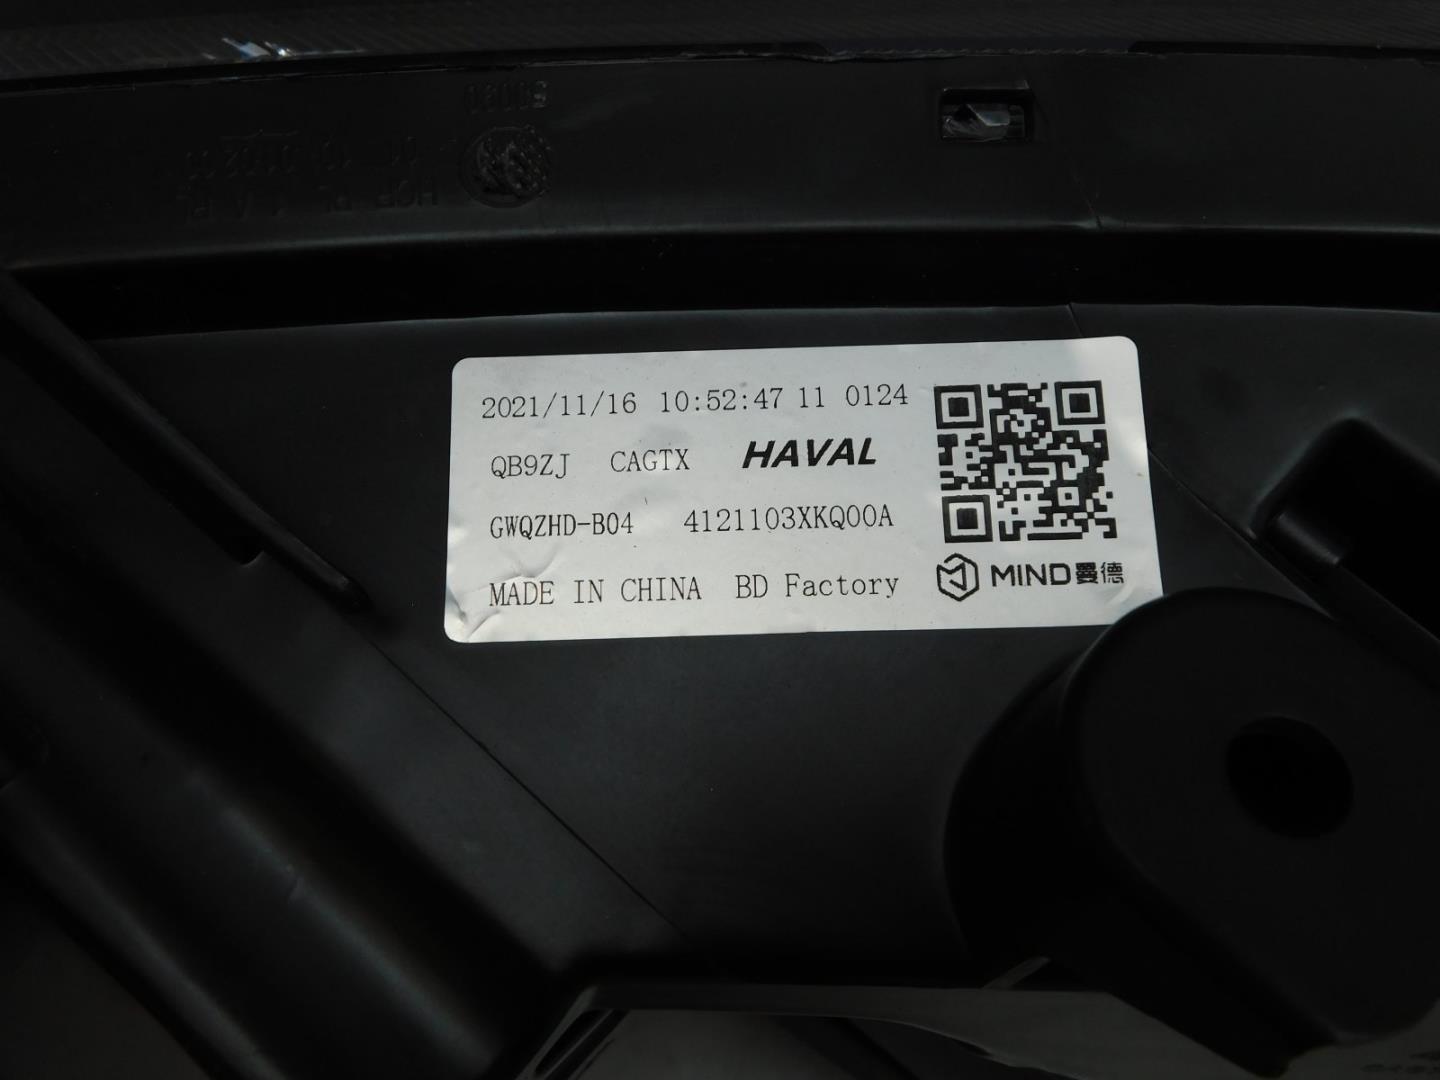 2021/11/16 10:52:47 11 0124
QB9ZJ CAGTX HAVAL
GWQZHD-B04 4121103XKQ00A
MADE IN CHINA BD Factory
MIND曼德